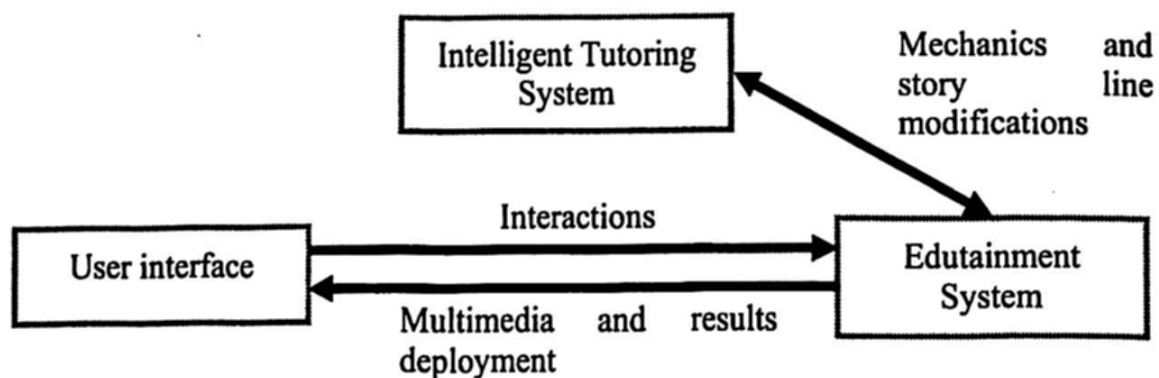 Intelligent Tutoring
System
Mechanics and
story line
modifications
Interactions
User interface
Edutainment
System
Multimedia and results
deployment